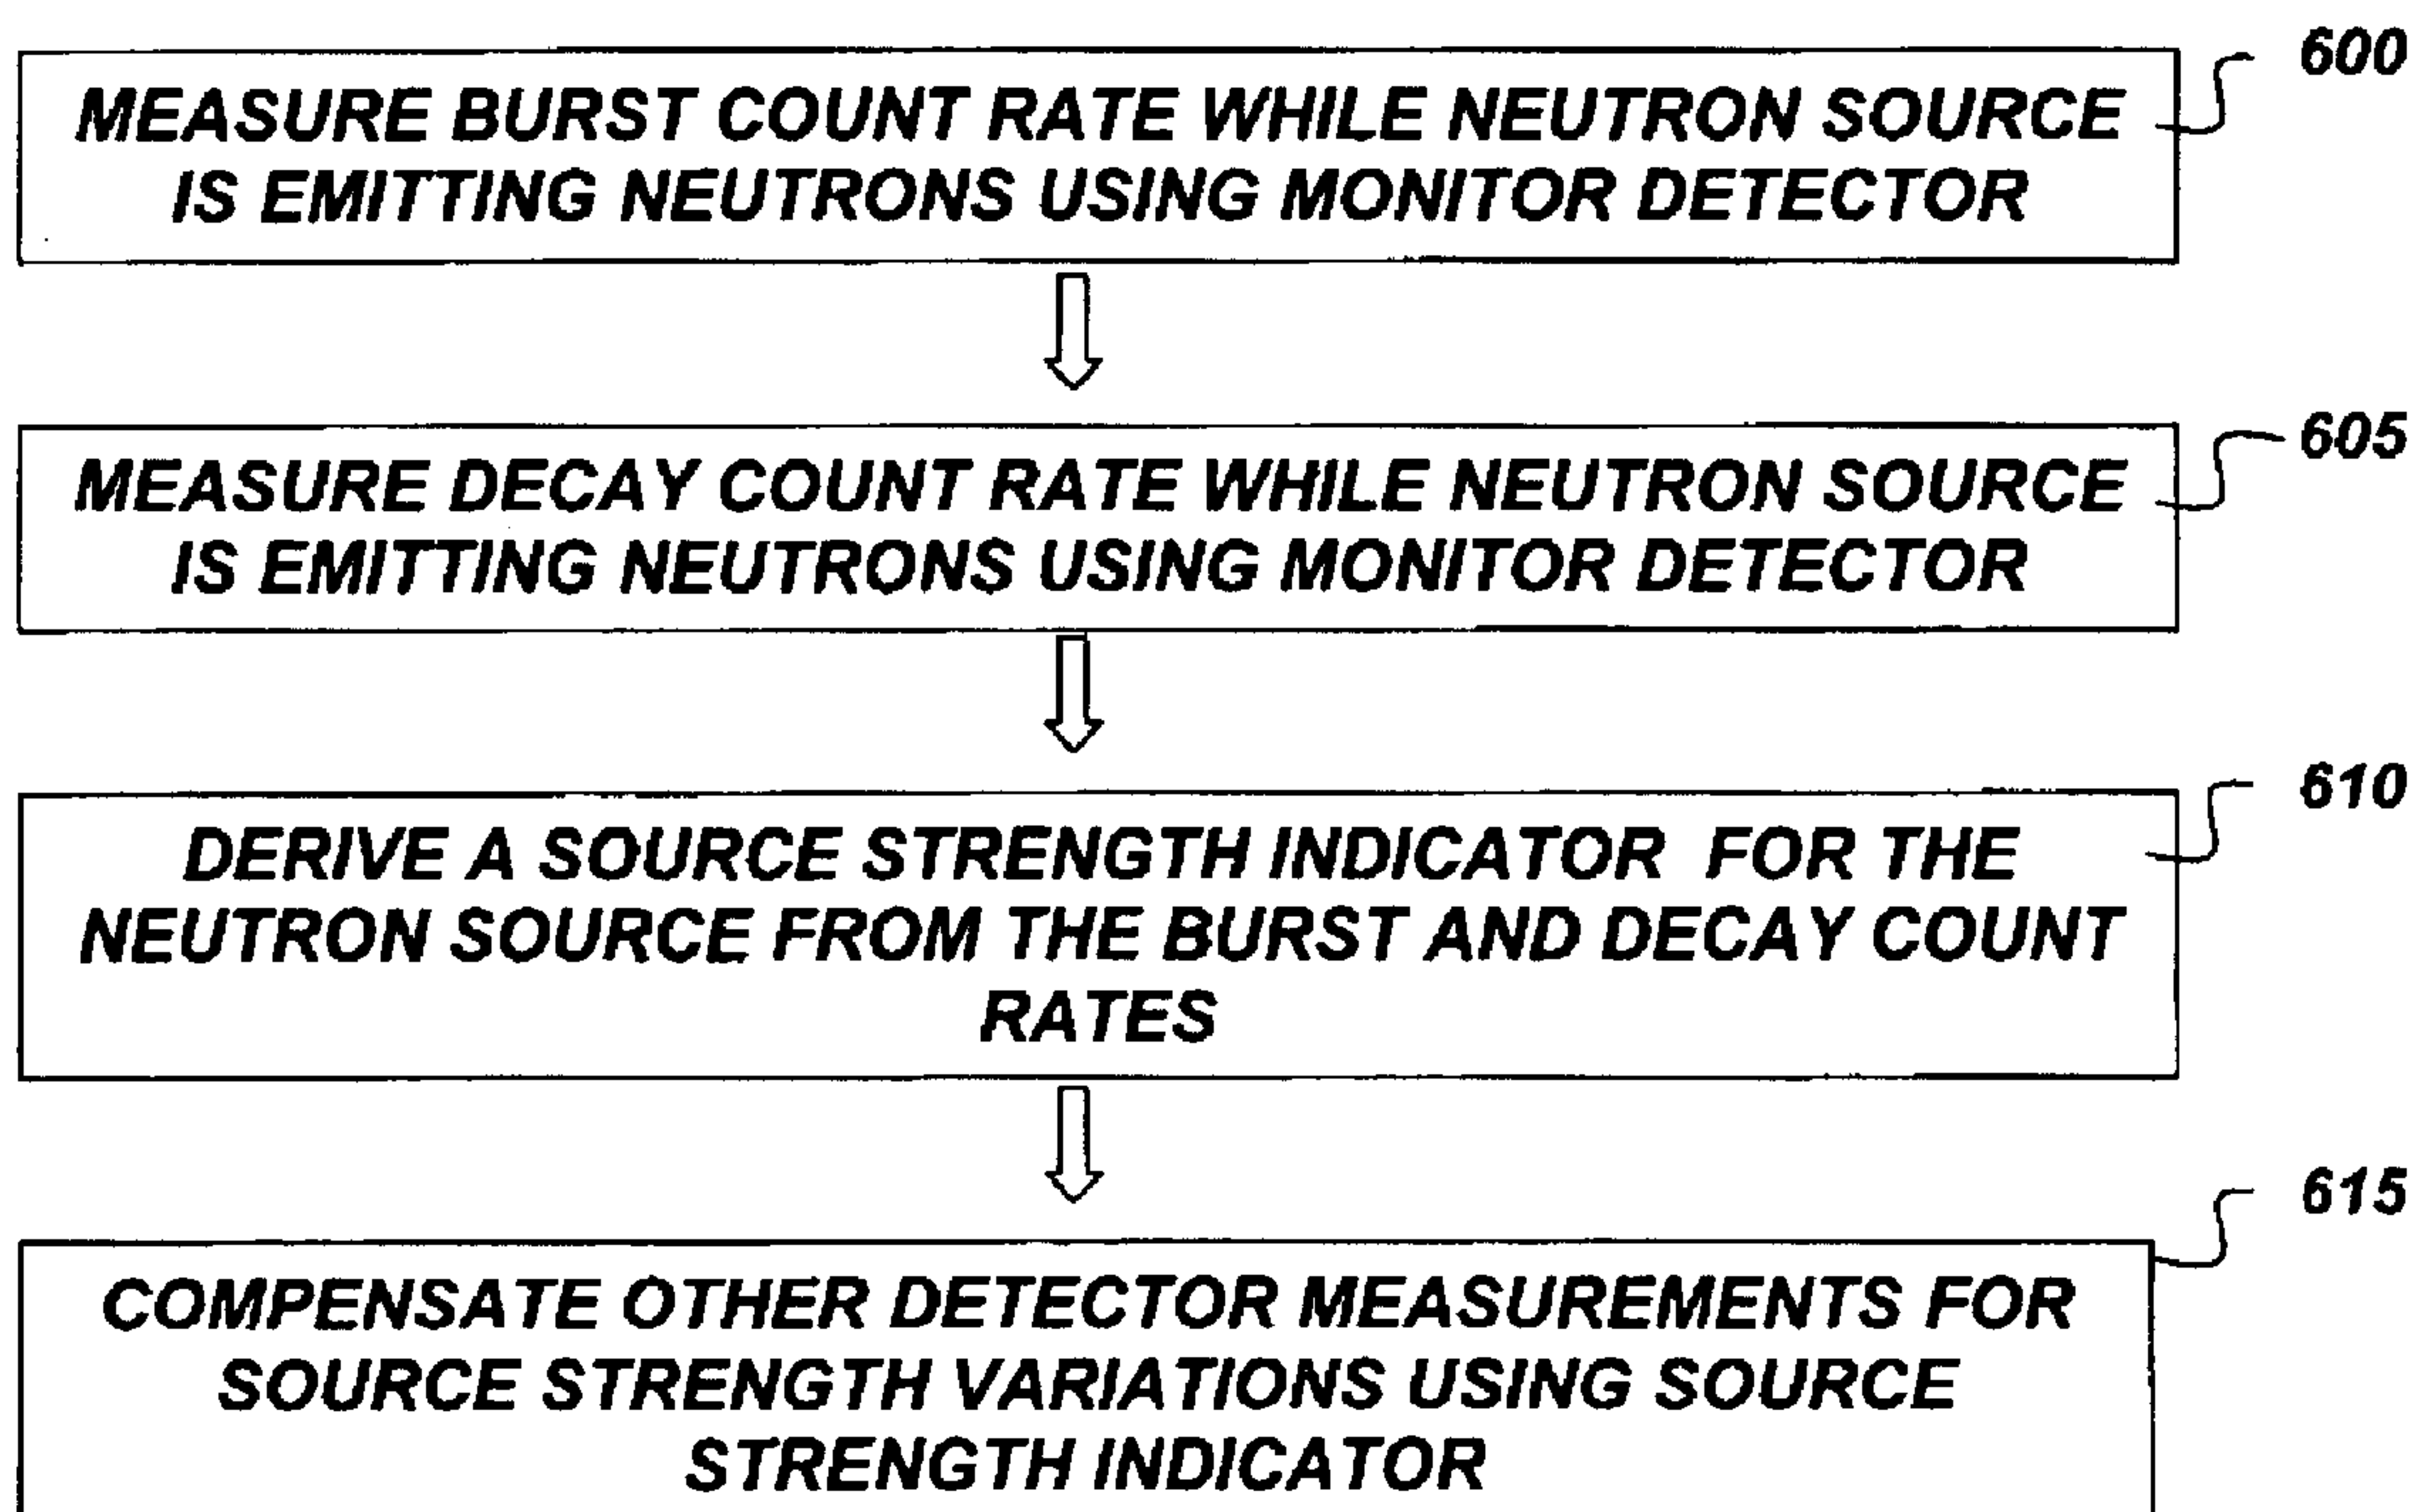 600
MEASURE BURST COUNT RATE WHILE NEUTRON SOURCE
IS EMITTING NEUTRONS USING MONITOR DETECTOR
605
MEASURE DECAY COUNT RATE WHILE NEUTRON SOURCE
IS EMITTING NEUTRONS USING MONITOR DETECTOR
610
DERIVE A SOURCE STRENGTH INDICATOR FOR THE
NEUTRON SOURCE FROM THE BURST AND DECAY COUNT
RATES
615
COMPENSATE OTHER DETECTOR MEASUREMENTS FOR
SOURCE STRENGTH VARIATIONS USING SOURCE
STRENGTH INDICATOR